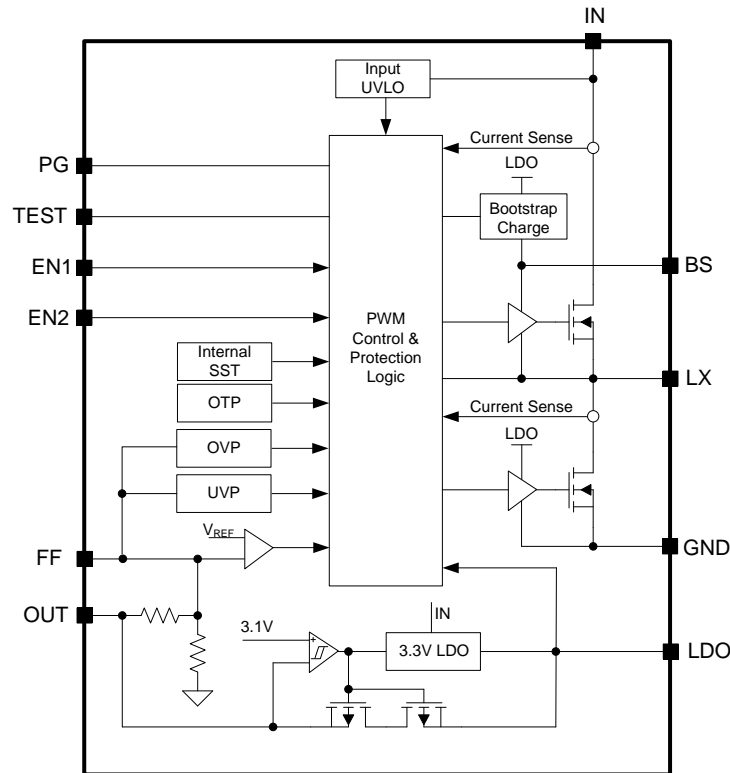 IN
Input
UVLO
Current Sense
PG
LDO
TEST
Bootstrap
Charge
EN1
BS
EN2
PWM
Control &
Protection
Logic
Internal
SST
LX
OTP
Current Sense
OVP
LDO
UVP
VREF
FF
GND
OUT
IN
3.1V
+
-
3.3V LDO
LDO